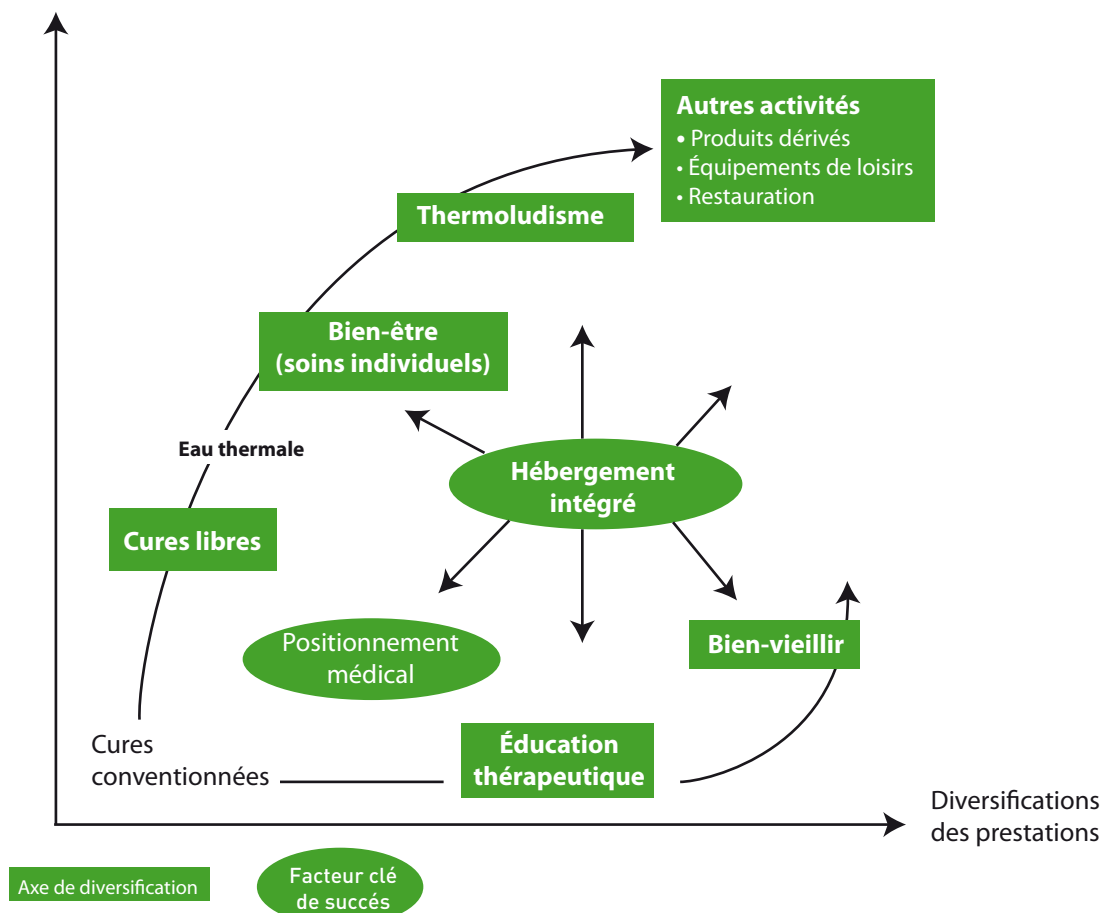 Autres activités
• Produits dérivés
• Équipements de loisirs
• Restauration
Thermoludisme
Bien-être
(soins individuels)
Eau thermale
Hébergement
intégré
Cures libres
Positionnement
médical
Bien-vieillir
Cures
conventionnées
Éducation
thérapeutique
Diversifications
des prestations
Axe de diversification
Facteur clé
de succés